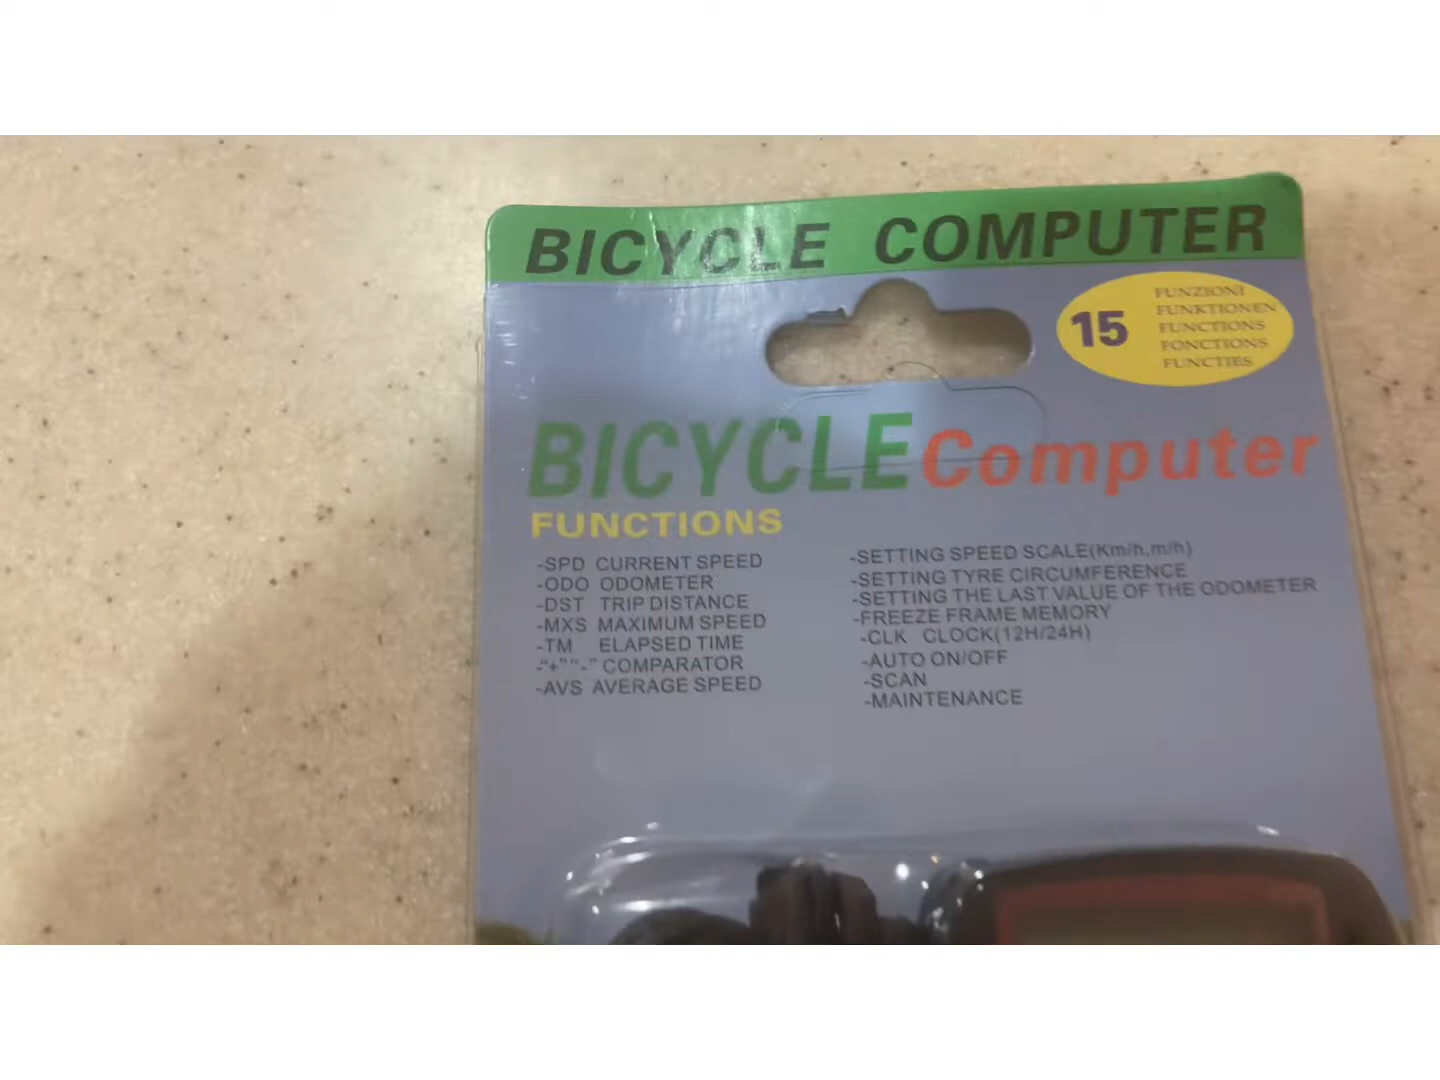 BICYCLE COMPUTER
15
FUNZIONI
FUNKTIONEN
FUNCTIONS
FONCTIONS
FUNCTIES
BICYCLE Computer
FUNCTIONS
-SPD CURRENT SPEED
-ODO ODOMETER
-DST TRIP DISTANCE
-MXS MAXIMUM SPEED
-TM ELAPSED TIME
-"+" "-" COMPARATOR
-AVS AVERAGE SPEED
-SETTING SPEED SCALE(Km/h,m/h)
-SETTING TYRE CIRCUMFERENCE
-SETTING THE LAST VALUE OF THE ODOMETER
-FREEZE FRAME MEMORY
-CLK CLOCK(12H/24H)
-AUTO ON/OFF
-SCAN
-MAINTENANCE